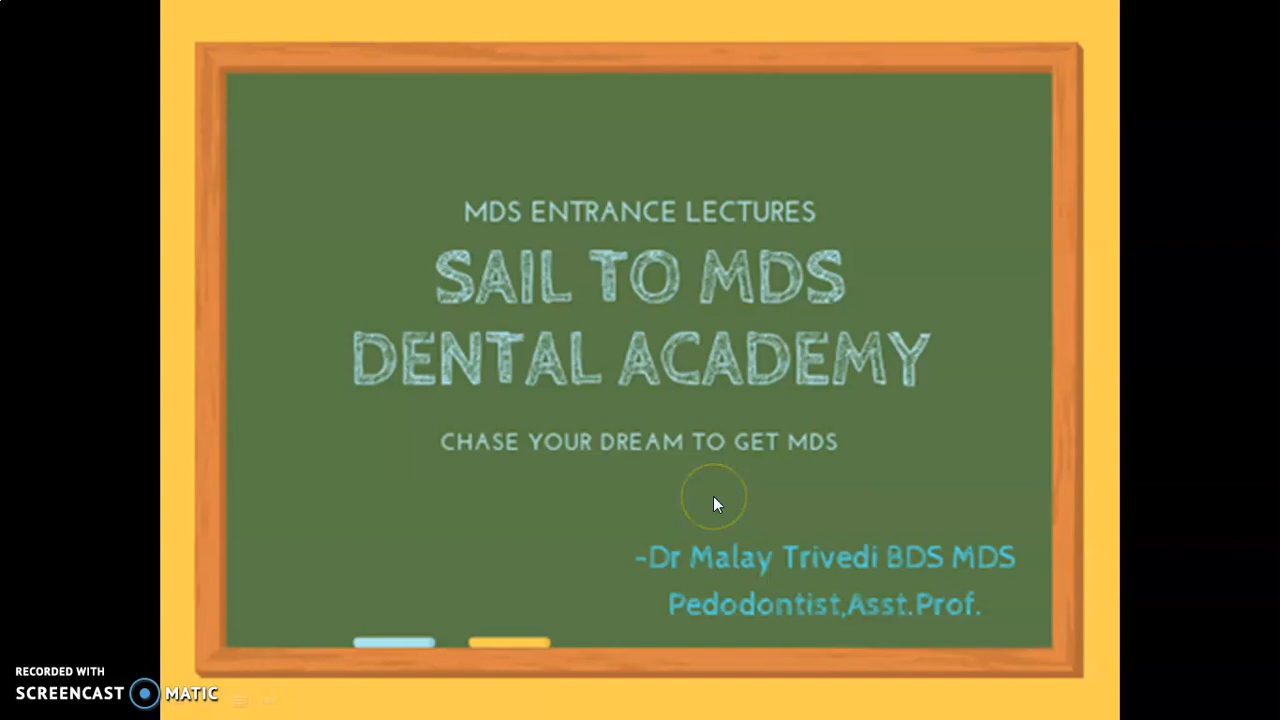 MDS ENTRANCE LECTURES
SAIL TO MDS
DENTAL ACADEMY
CHASE YOUR DREAM TO GET MDS
-Dr Malay Trivedi BDS MDS
Pedodontist,Asst.Prof.
RECORDED WITH
SCREENCAST MATIC